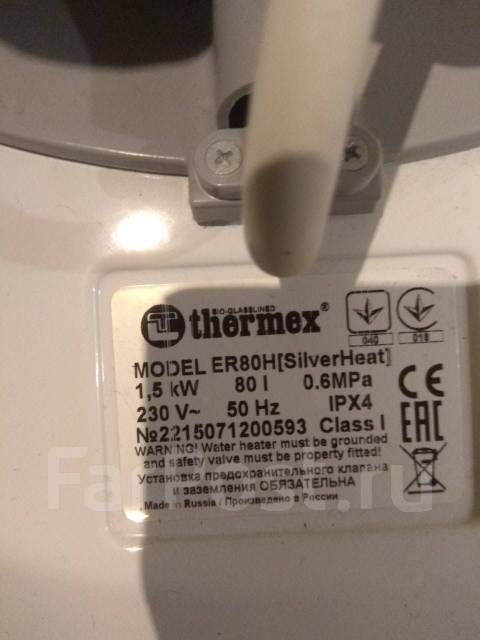 BIO-GLASSLINED
thermex®
040 018
MODEL ER80H[SilverHeat]
1,5 kW 80 l 0.6MPa
230 V~ 50 Hz IPX4
№2215071200593 Class I
CE
EAC
WARNING! Water heater must be grounded
and safety valve must be property fitted!
Установка предохранительного клапана
и заземления ОБЯЗАТЕЛЬНА
Made in Russia / Произведено в России